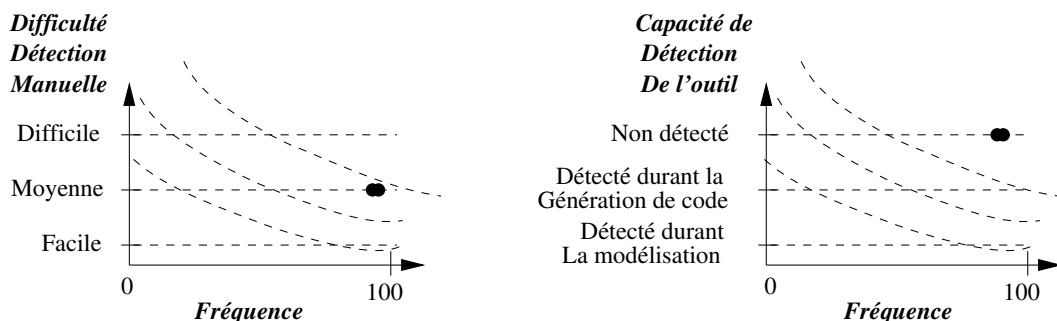 Difficulté
Détection
Manuelle
Difficile
Moyenne
Facile
0
100
Fréquence
Capacité de
Détection
De l'outil
Non détecté
Détecté durant la
Génération de code
Détecté durant
La modélisation
0
100
Fréquence